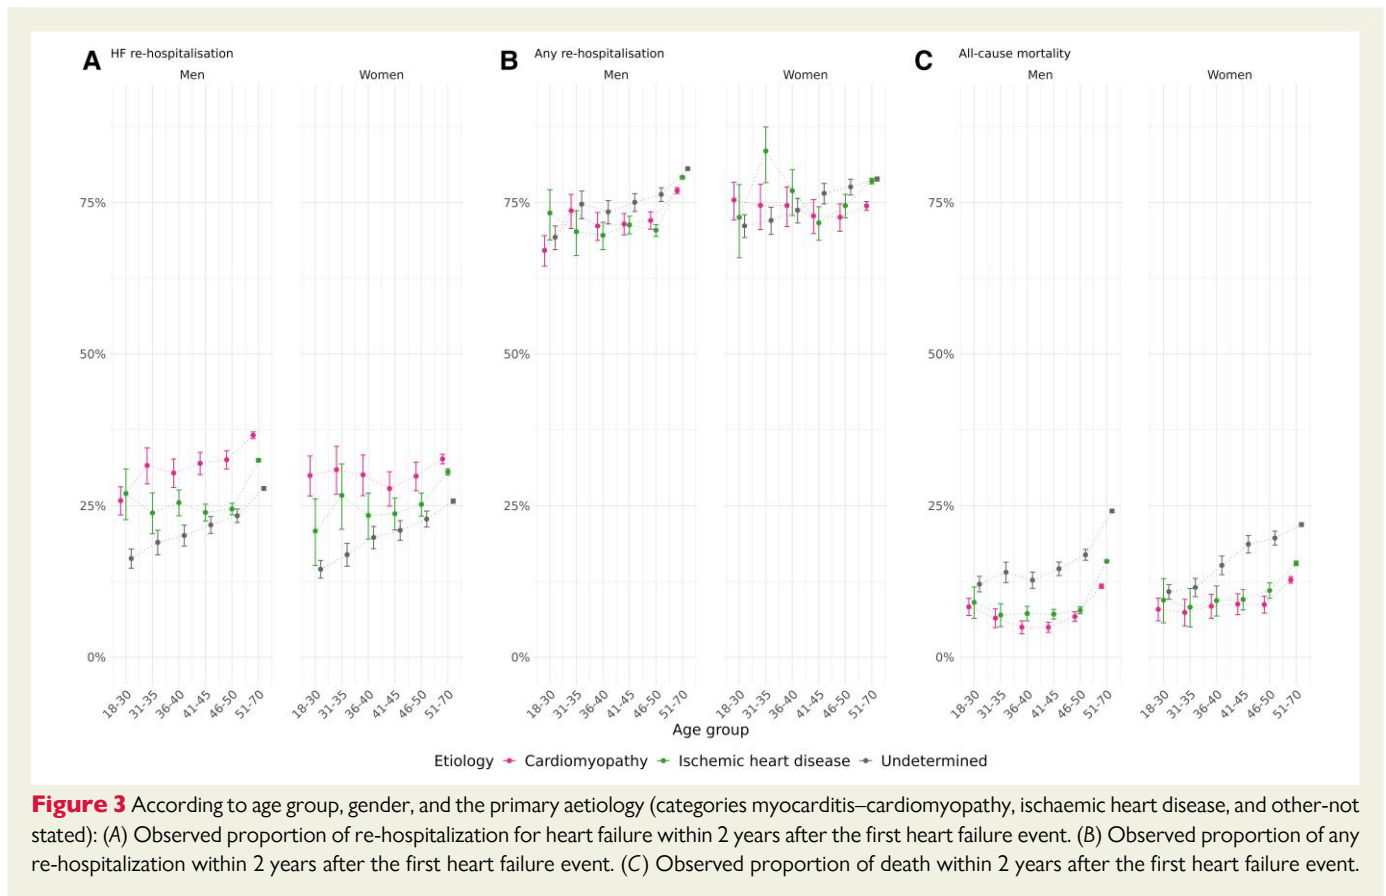 A HF re-hospitalisation
Men Women
75%
50%
25%
0%
18-30 31-35 36-40 41-45 46-50 51-70 18-30 31-35 36-40 41-45 46-50 51-70
B Any re-hospitalisation
Men Women
75%
50%
25%
0%
18-30 31-35 36-40 41-45 46-50 51-70 18-30 31-35 36-40 41-45 46-50 51-70
C All-cause mortality
Men Women
75%
50%
25%
0%
18-30 31-35 36-40 41-45 46-50 51-70 18-30 31-35 36-40 41-45 46-50 51-70
Age group
Etiology Cardiomyopathy Ischemic heart disease Undetermined
Figure 3 According to age group, gender, and the primary aetiology (categories myocarditis–cardiomyopathy, ischaemic heart disease, and other-not
stated): (A) Observed proportion of re-hospitalization for heart failure within 2 years after the first heart failure event. (B) Observed proportion of any
re-hospitalization within 2 years after the first heart failure event. (C) Observed proportion of death within 2 years after the first heart failure event.